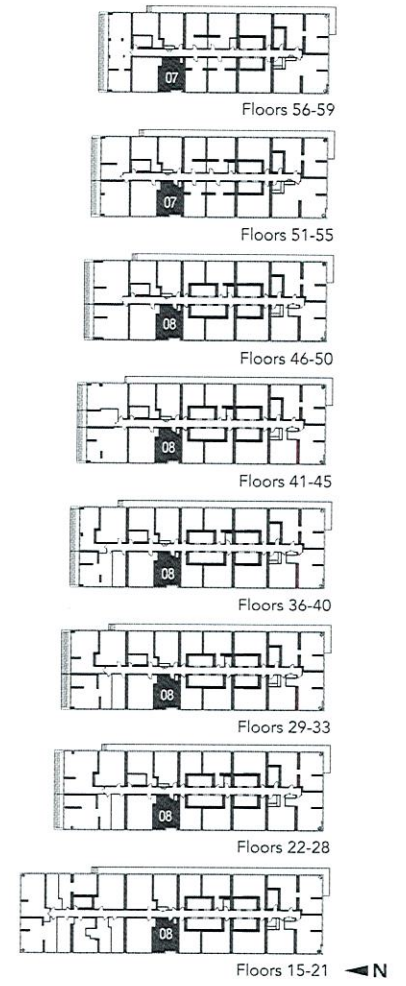 07
Floors 56-59
07
Floors 51-55
08
Floors 46-50
08
Floors 41-45
08
Floors 36-40
08
Floors 29-33
08
Floors 22-28
08
Floors 15-21 N